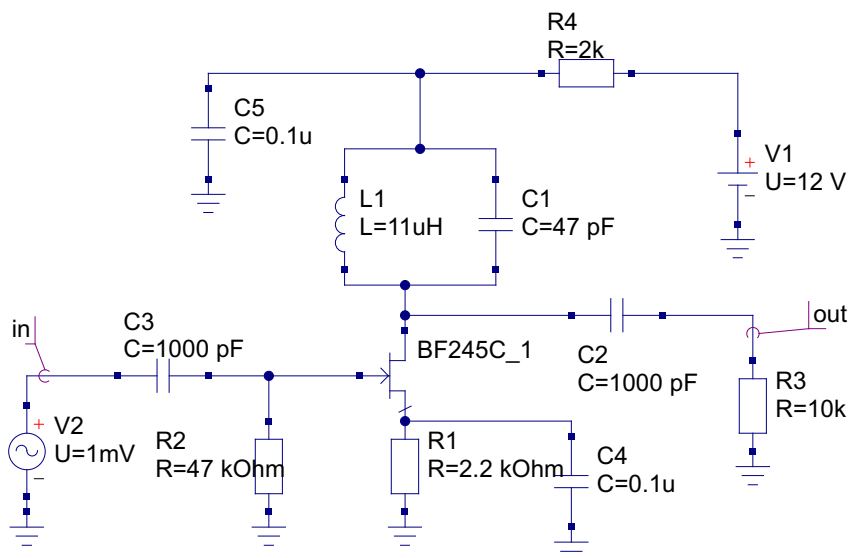 R4
R=2k
C5
C=0.1u
V1
U=12 V
L1
L=11uH
C1
C=47 pF
in
C3
C=1000 pF
BF245C_1
out
C2
C=1000 pF
R3
R=10k
V2
U=1mV
R2
R=47 kOhm
R1
R=2.2 kOhm
C4
C=0.1u